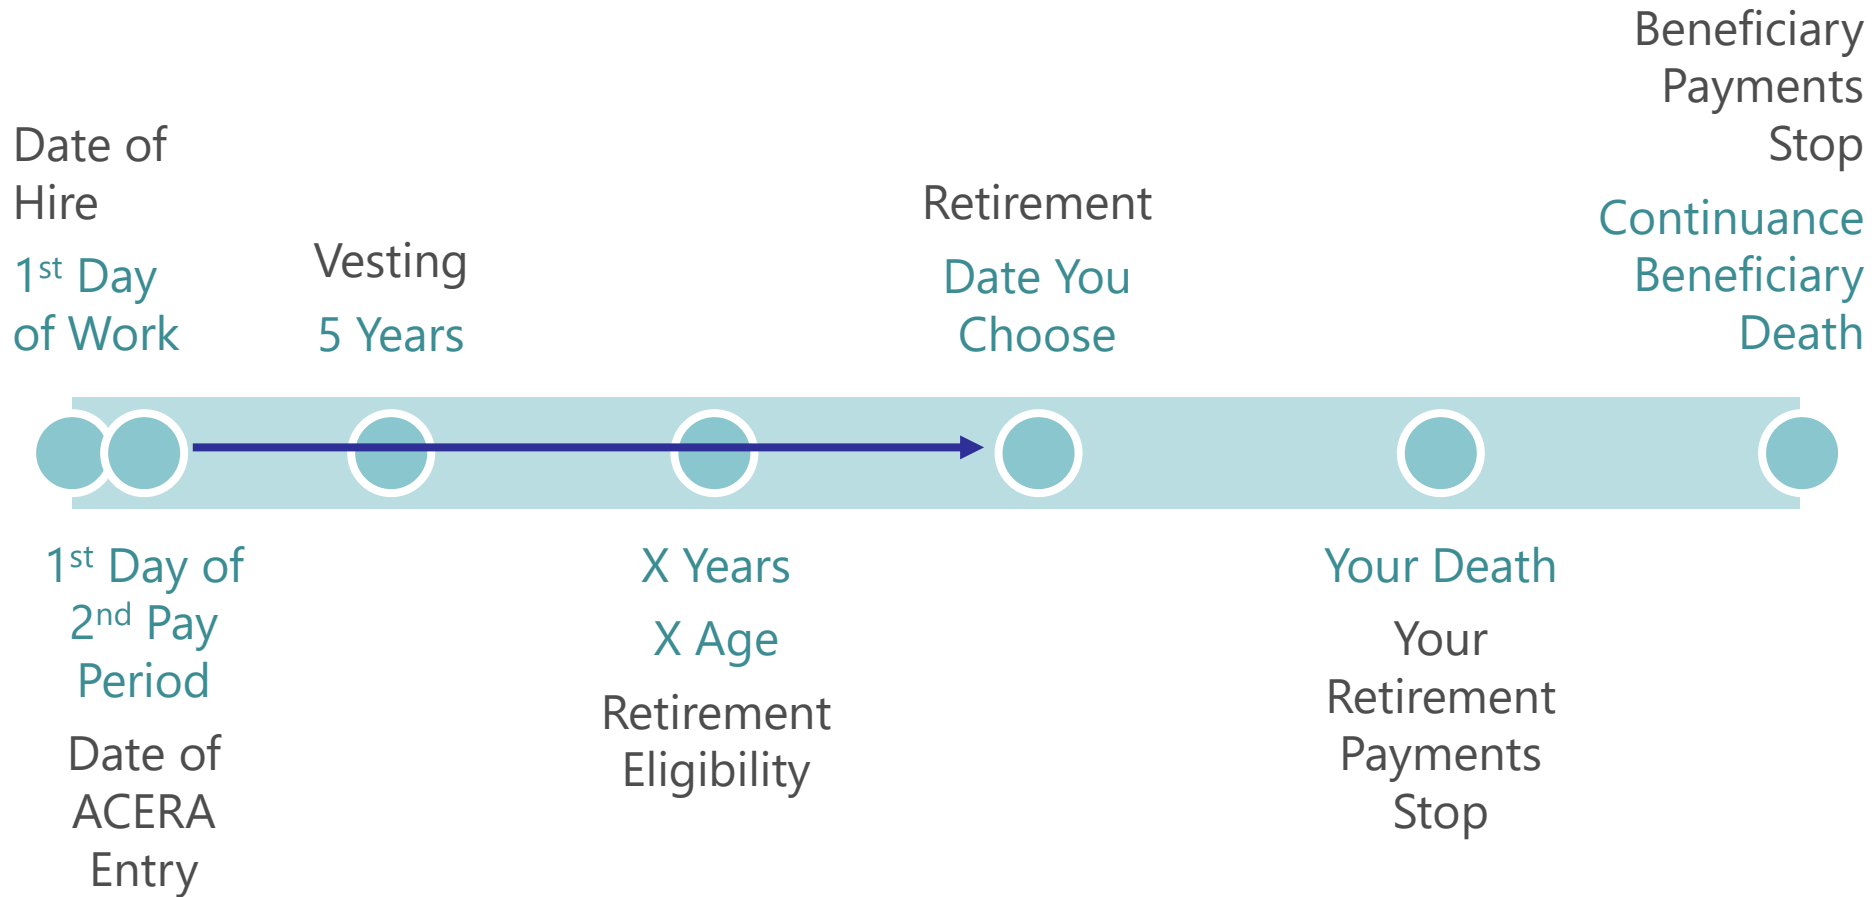 Date of
Hire
1st Day
of Work
Vesting
5 Years
Retirement
Date You
Choose
Beneficiary
Payments
Stop
Continuance
Beneficiary
Death
1st Day of
2nd Pay
Period
Date of
ACERA
Entry
X Years
X Age
Retirement
Eligibility
Your Death
Your
Retirement
Payments
Stop